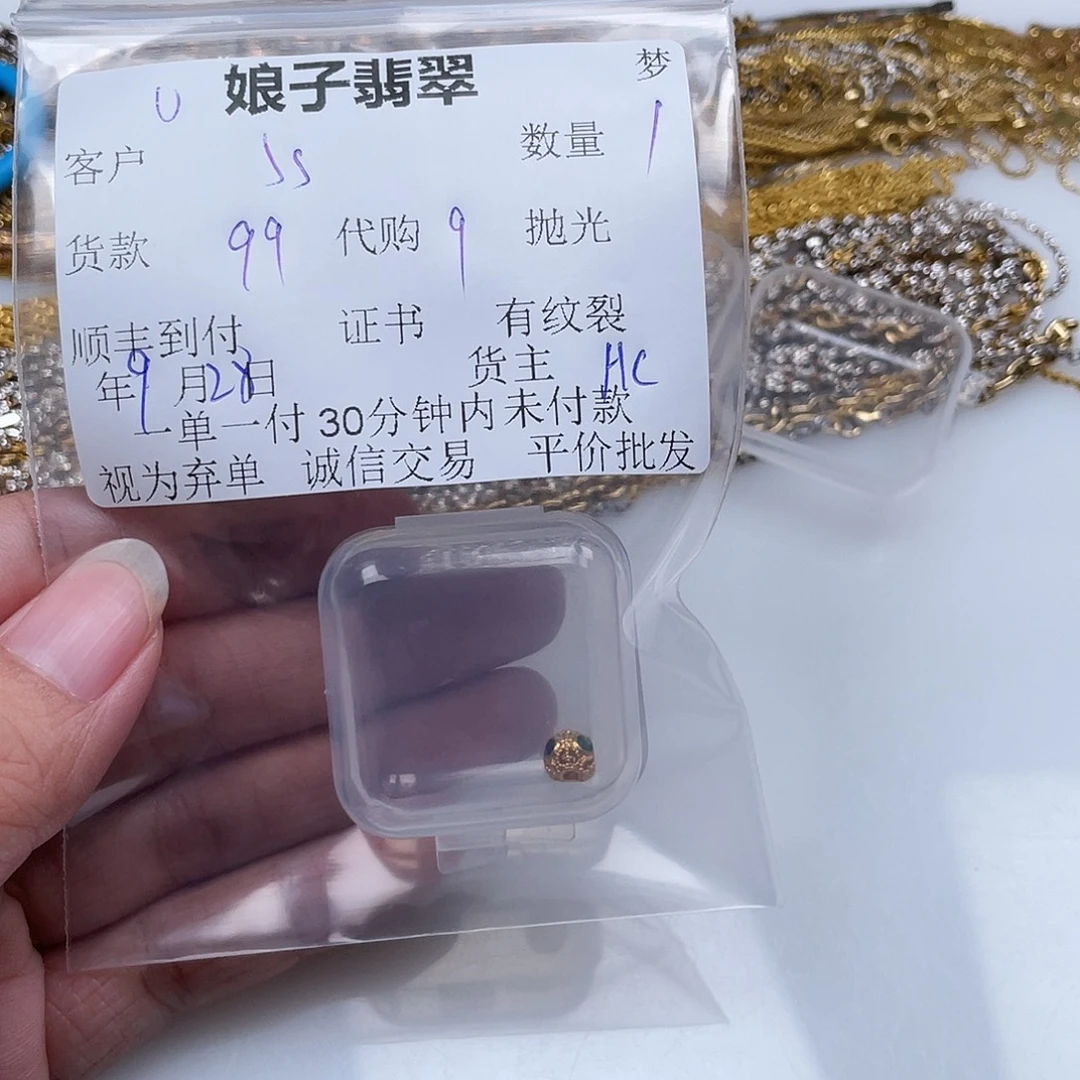 梦
U 娘子翡翠
客户 JS 数量 1
货款 99 代购 9 抛光
顺丰到付 证书 有纹裂
年9月28日 货主 HC
一单一付 30分钟内未付款
视为弃单 诚信交易 平价批发